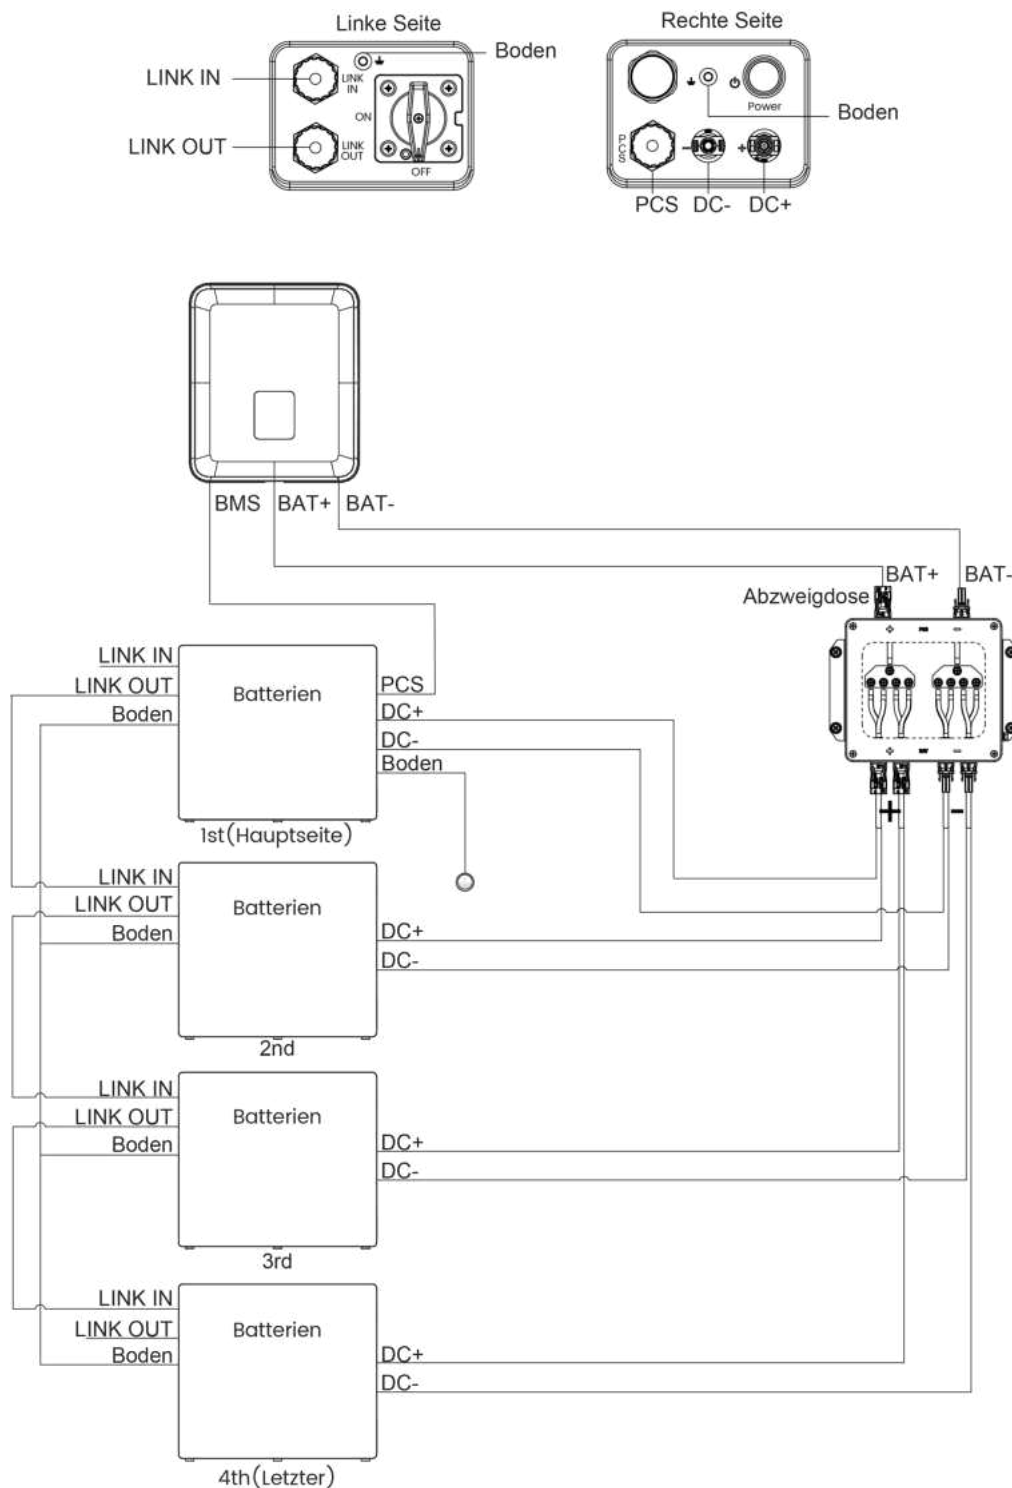 Linke Seite
Rechte Seite
Boden
LINK IN
LINK
IN
ON
LINK OUT
LINK
OUT
OFF
Power
Boden
PCS
-
+
PCS DC- DC+
BMS BAT+ BAT-
BAT+ BAT-
Abzweigdose
PCS
LINK IN
LINK OUT
Boden
Batterien
PCS
DC+
DC-
Boden
BAT
+ -
1st(Hauptseite)
LINK IN
LINK OUT
Boden
Batterien
DC+
DC-
2nd
LINK IN
LINK OUT
Boden
Batterien
DC+
DC-
3rd
LINK IN
LINK OUT
Boden
Batterien
DC+
DC-
4th(Letzter)